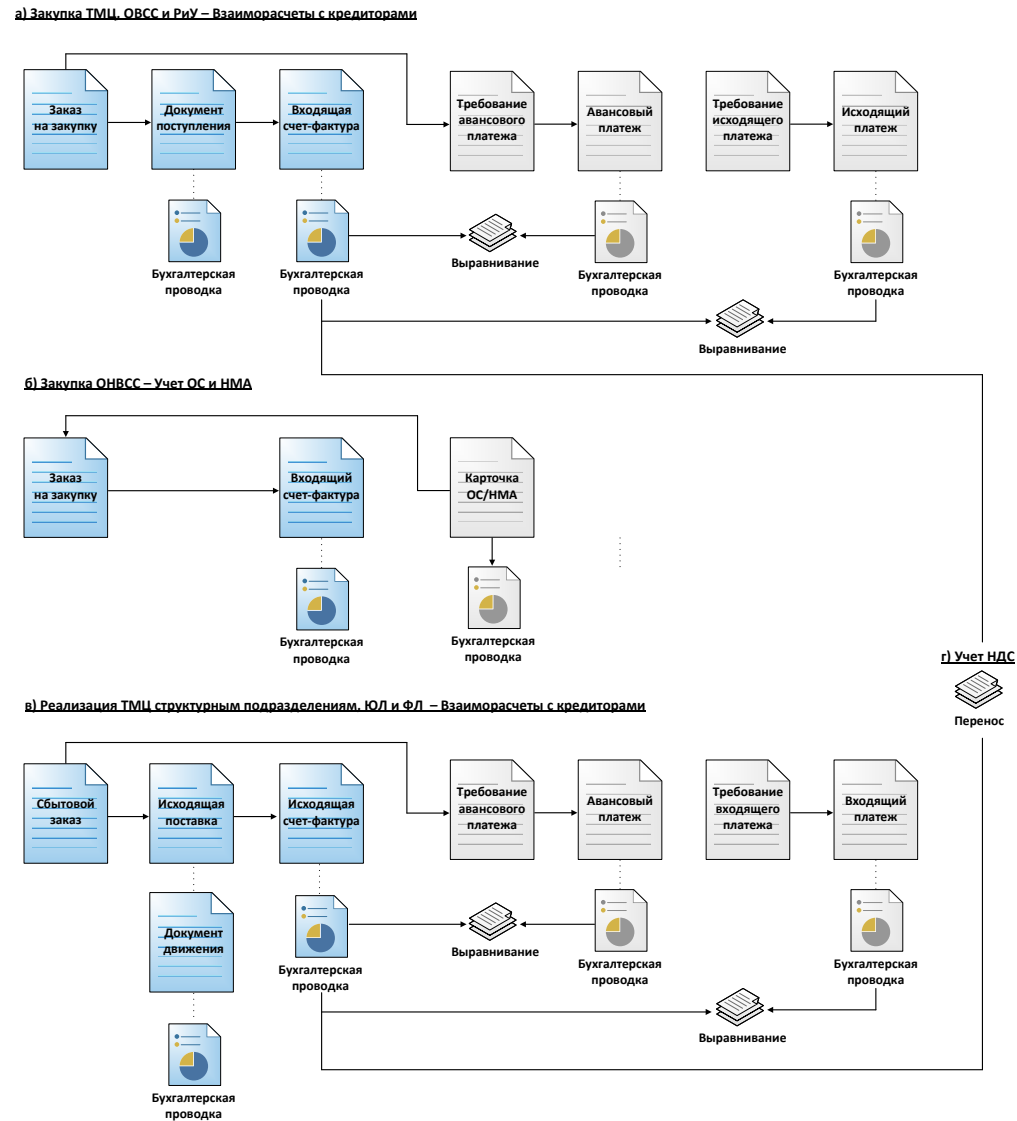 а) Закупка ТМЦ, ОВСС и РиУ – Взаиморасчеты с кредиторами
Заказ
на закупку
Документ
поступления
Входящая
счет-фактура
Требование
авансового
платежа
Авансовый
платеж
Требование
исходящего
платежа
Исходящий
платеж
Бухгалтерская
проводка
Бухгалтерская
проводка
Выравнивание
Бухгалтерская
проводка
Бухгалтерская
проводка
Выравнивание
б) Закупка ОНВСС – Учет ОС и НМА
Заказ
на закупку
Входящий
счет-фактура
Карточка
ОС/НМА
Бухгалтерская
проводка
Бухгалтерская
проводка
г) Учет НДС
Перенос
в) Реализация ТМЦ структурным подразделениям, ЮЛ и ФЛ – Взаиморасчеты с кредиторами
Сбытовой
заказ
Исходящая
поставка
Исходящая
счет-фактура
Требование
авансового
платежа
Авансовый
платеж
Требование
входящего
платежа
Входящий
платеж
Документ
движения
Бухгалтерская
проводка
Выравнивание
Бухгалтерская
проводка
Бухгалтерская
проводка
Выравнивание
Бухгалтерская
проводка